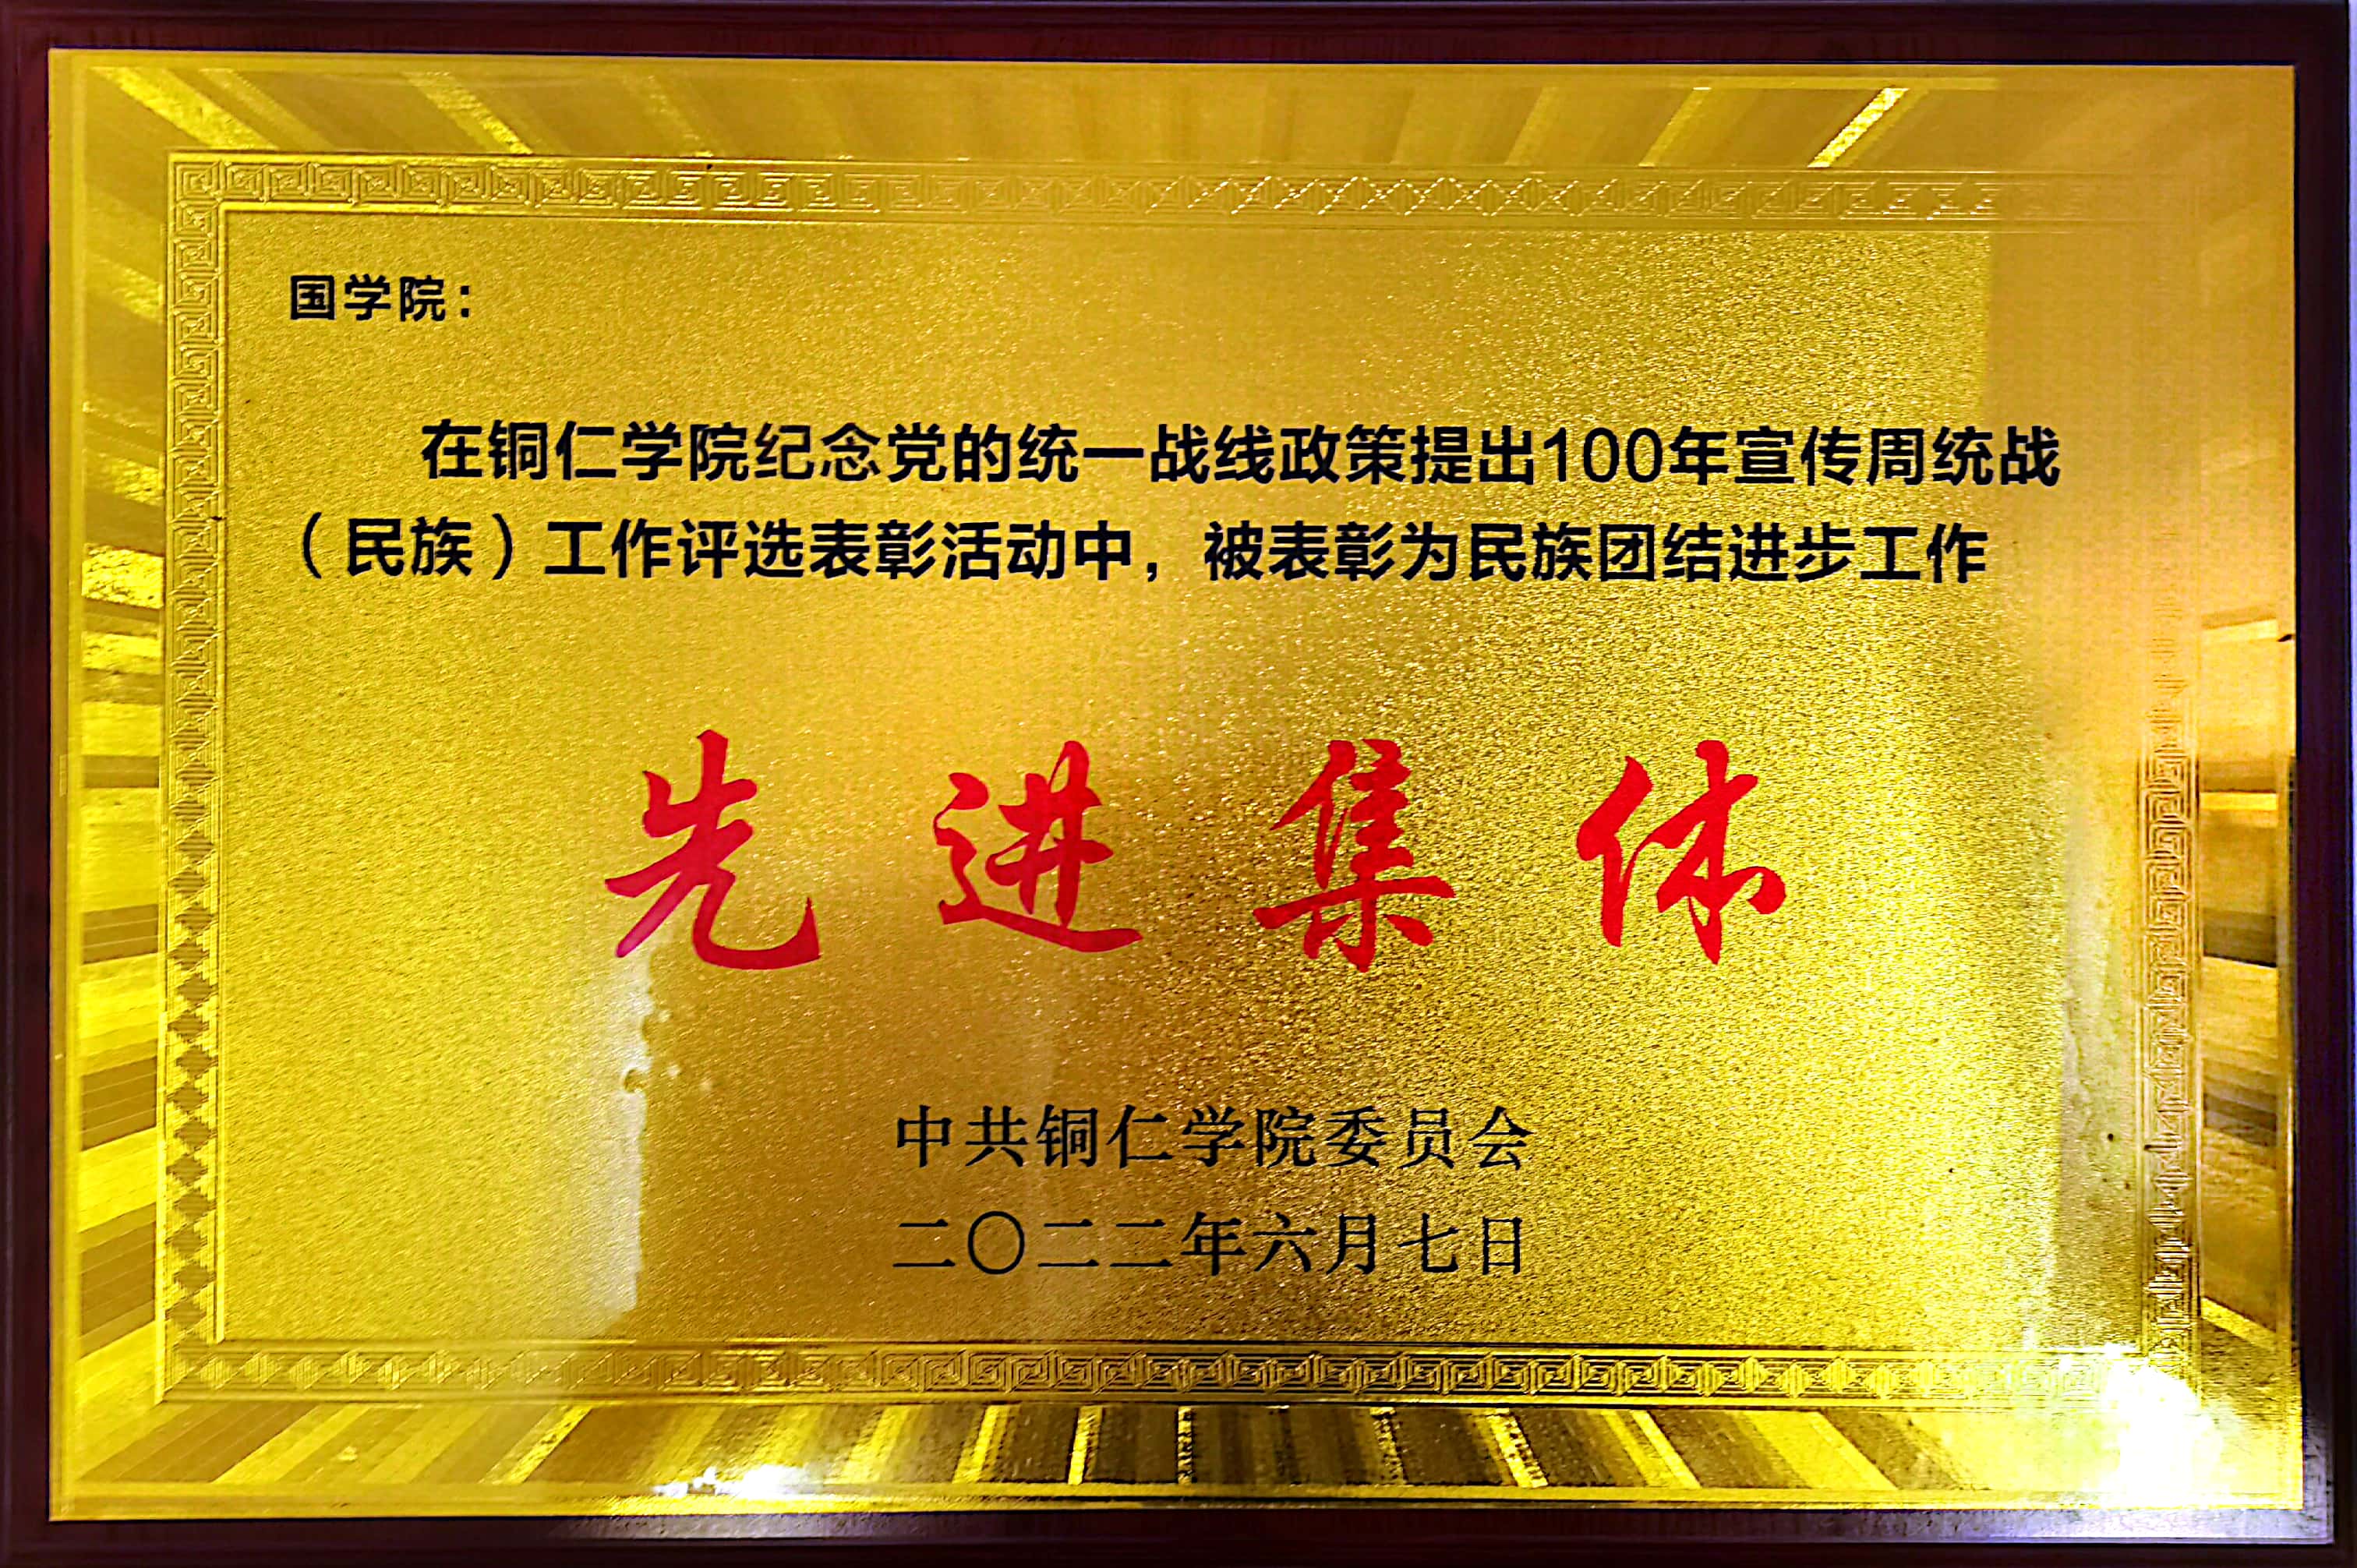 国学院：
在铜仁学院纪念党的统一战线政策提出100年宣传周统战
（民族）工作评选表彰活动中，被表彰为民族团结进步工作
先进集体
中共铜仁学院委员会
二〇二二年六月七日